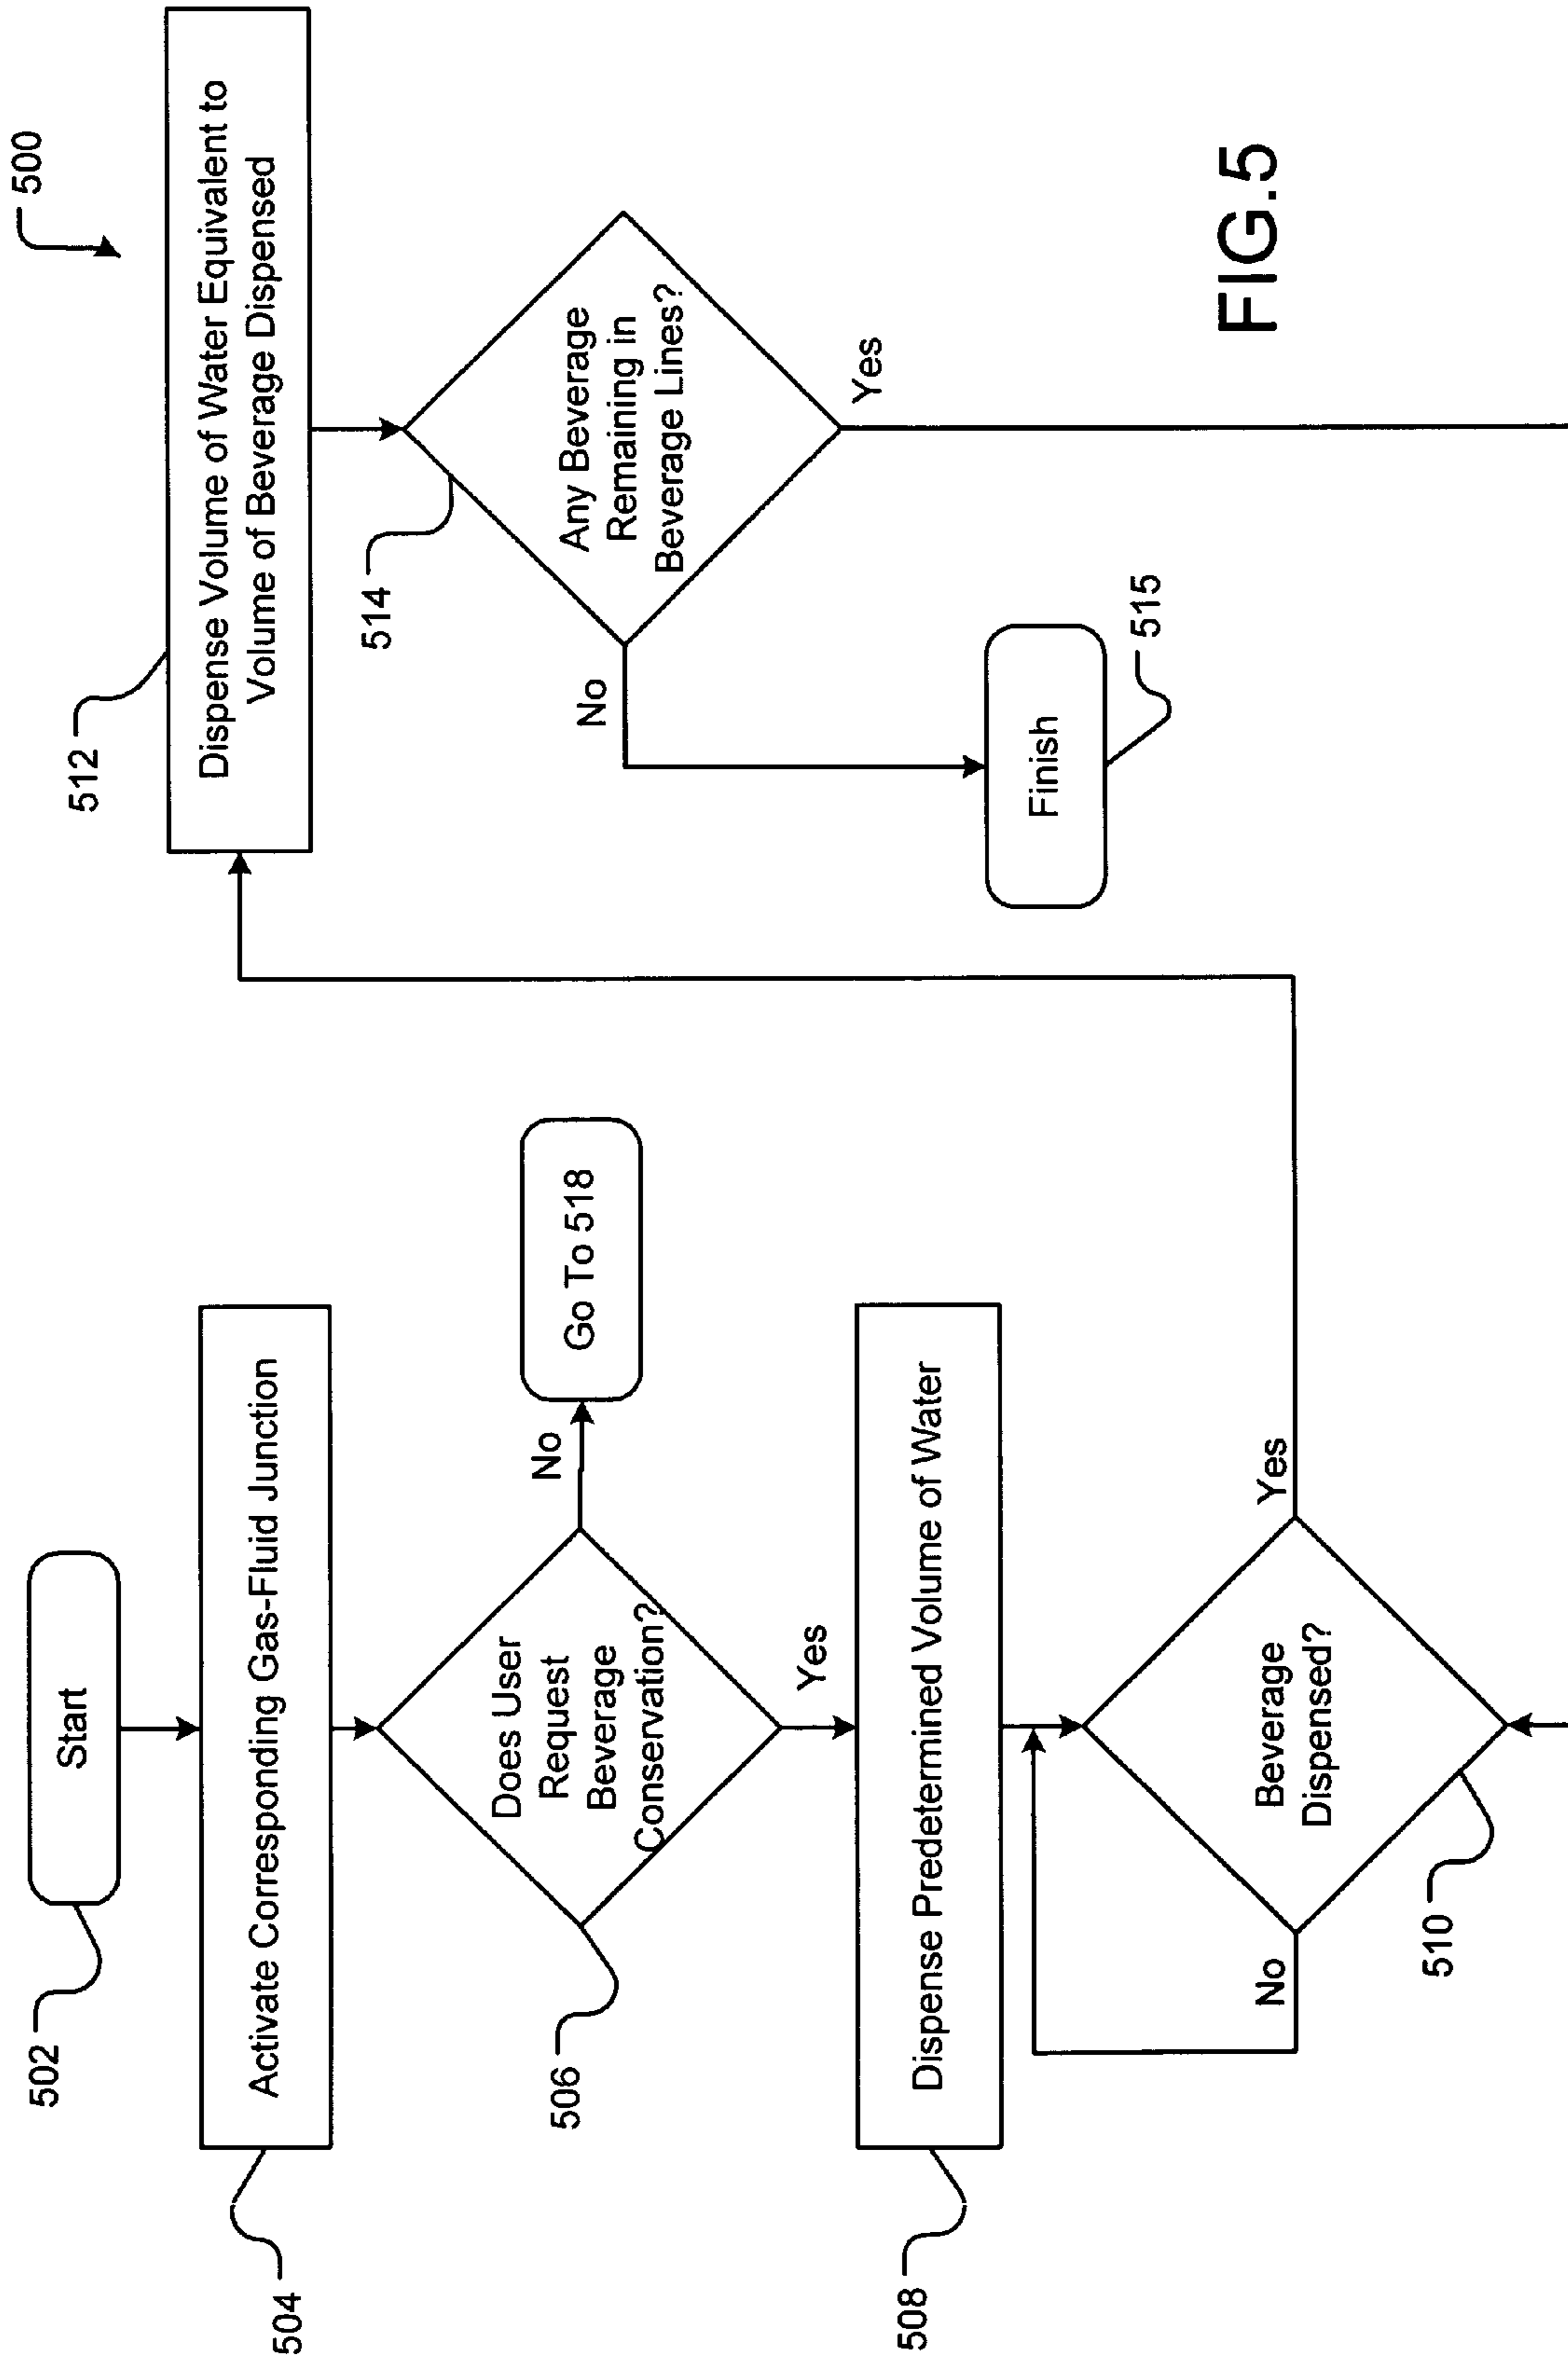 500
502
Start
504
Activate Corresponding Gas-Fluid Junction
506
Does User
Request
Beverage
Conservation?
No
Go To 518
Yes
508
Dispense Predetermined Volume of Water
510
Beverage
Dispensed?
No
Yes
512
Dispense Volume of Water Equivalent to
Volume of Beverage Dispensed
514
Any Beverage
Remaining in
Beverage Lines?
No
Yes
Finish
515
FIG.5